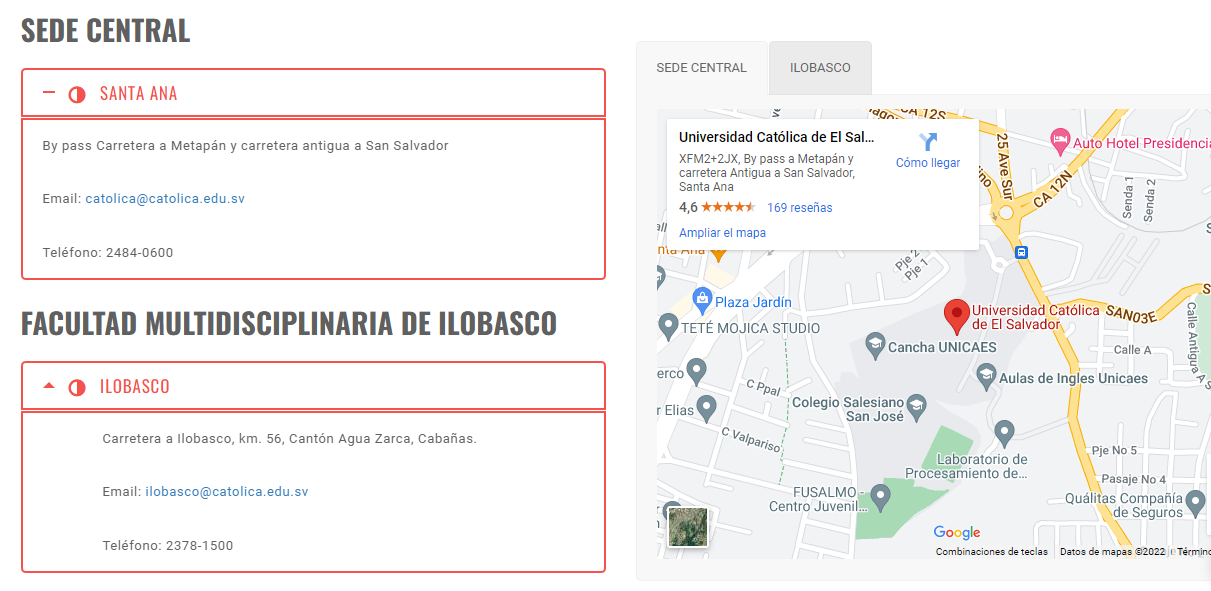 SEDE CENTRAL
SANTA ANA
By pass Carretera a Metapán y carretera antigua a San Salvador
Email: catolica@catolica.edu.sv
Teléfono: 2484-0600
FACULTAD MULTIDISCIPLINARIA DE ILOBASCO
ILOBASCO
Carretera a Ilobasco, km. 56, Cantón Agua Zarca, Cabañas.
Email: ilobasco@catolica.edu.sv
Teléfono: 2378-1500
SEDE CENTRAL
ILOBASCO
Universidad Católica de El Sal...
XFM2+2JX, By pass a Metapán y
carretera Antigua a San Salvador,
Santa Ana
4,6
169 reseñas
Ampliar el mapa
Cómo llegar
CA 12S
25 Ave Sur
CA 12N
Auto Hotel Presidencia
Senda 1
Senda 2
Pje 2
Pje 1
Plaza Jardín
TETÉ MOJICA STUDIO
Universidad Católica
de El Salvador
SAN03E
Calle Antigua A S
Cancha UNICAES
Calle A
Aulas de Ingles Unicaes
C Ppal
Elias
Colegio Salesiano
San José
C Valpariso
Laboratorio de
Procesamiento de...
Pje No 5
Pasaje No 4
FUSALMO -
Centro Juvenil...
Quálitas Compañía
de Seguros
Google
Combinaciones de teclas
Datos de mapas ©2022
Término